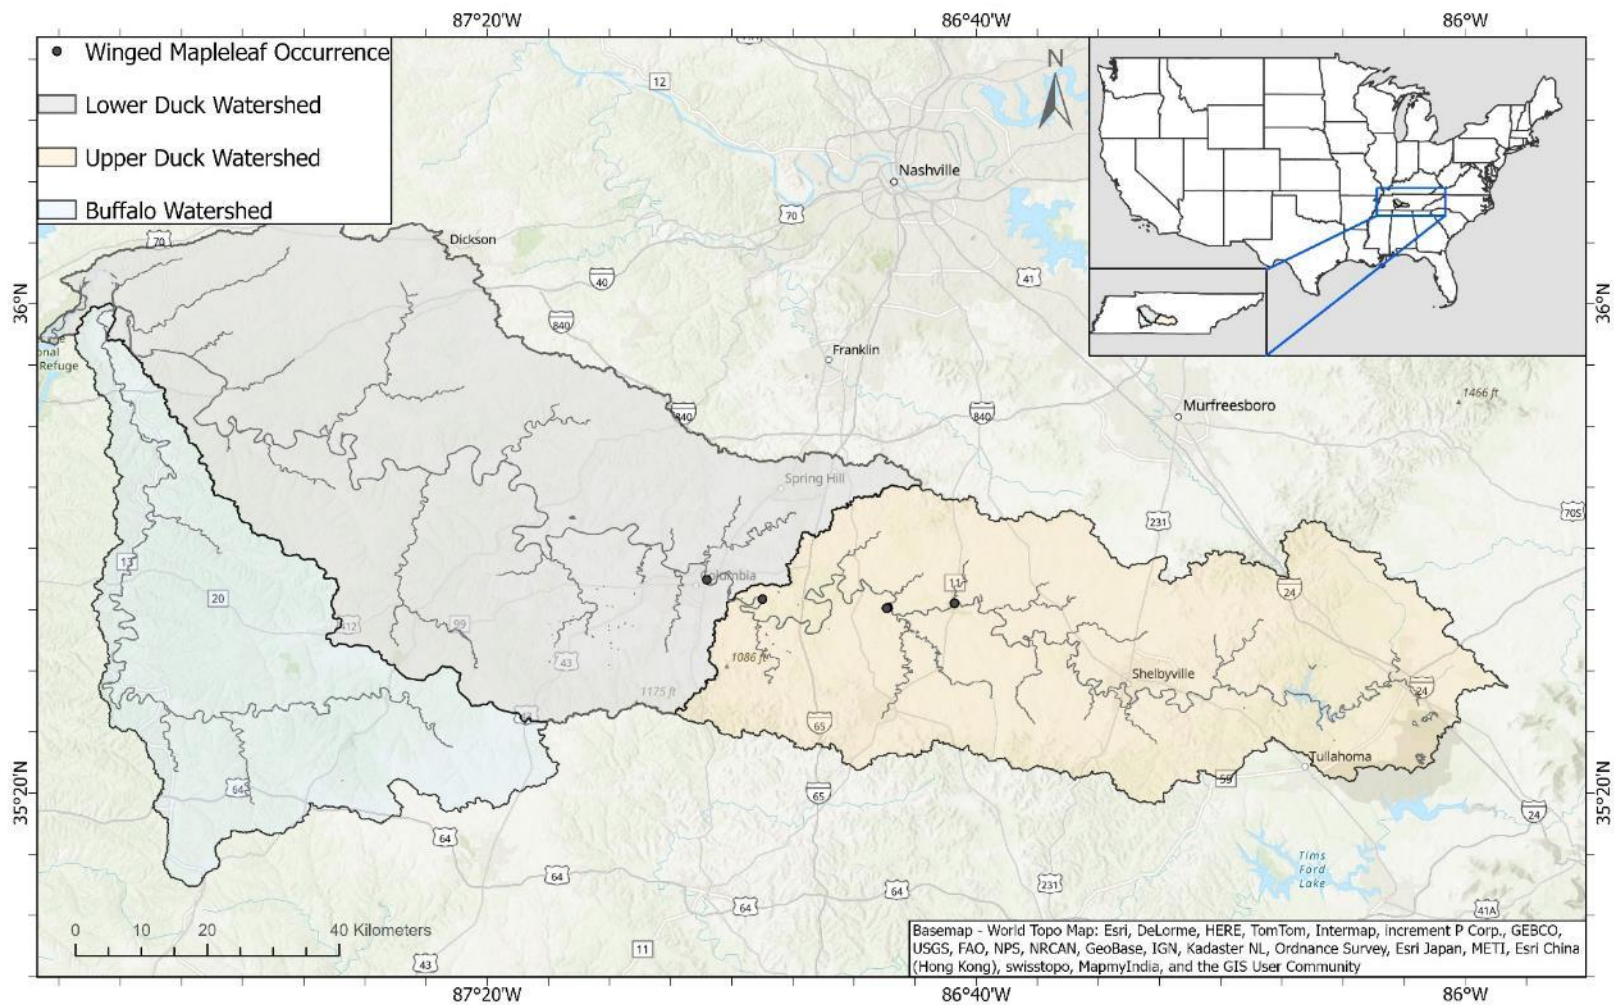 87°20'W
86°40'W
86°W
Winged Mapleleaf Occurrence
Lower Duck Watershed
Upper Duck Watershed
Buffalo Watershed
N
12
Nashville
70
70
Dickson
40
41
36°N
36°N
840
onal
Refuge
Franklin
840
840
Murfreesboro
1466 ft
Spring Hill
70S
231
13
Columbia
11
24
20
412
99
43
1086 ft
1175 ft
Shelbyville
24
65
Tullahoma
35°20'N
35°20'N
64
65
55
24
64
Tims
Ford
Lake
64
64
231
64
41A
0 10 20 40 Kilometers
11
43
Basemap - World Topo Map: Esri, DeLorme, HERE, TomTom, Intermap, increment P Corp., GEBCO,
USGS, FAO, NPS, NRCAN, GeoBase, IGN, Kadaster NL, Ordnance Survey, Esri Japan, METI, Esri China
(Hong Kong), swisstopo, MapmyIndia, and the GIS User Community
87°20'W
86°40'W
86°W